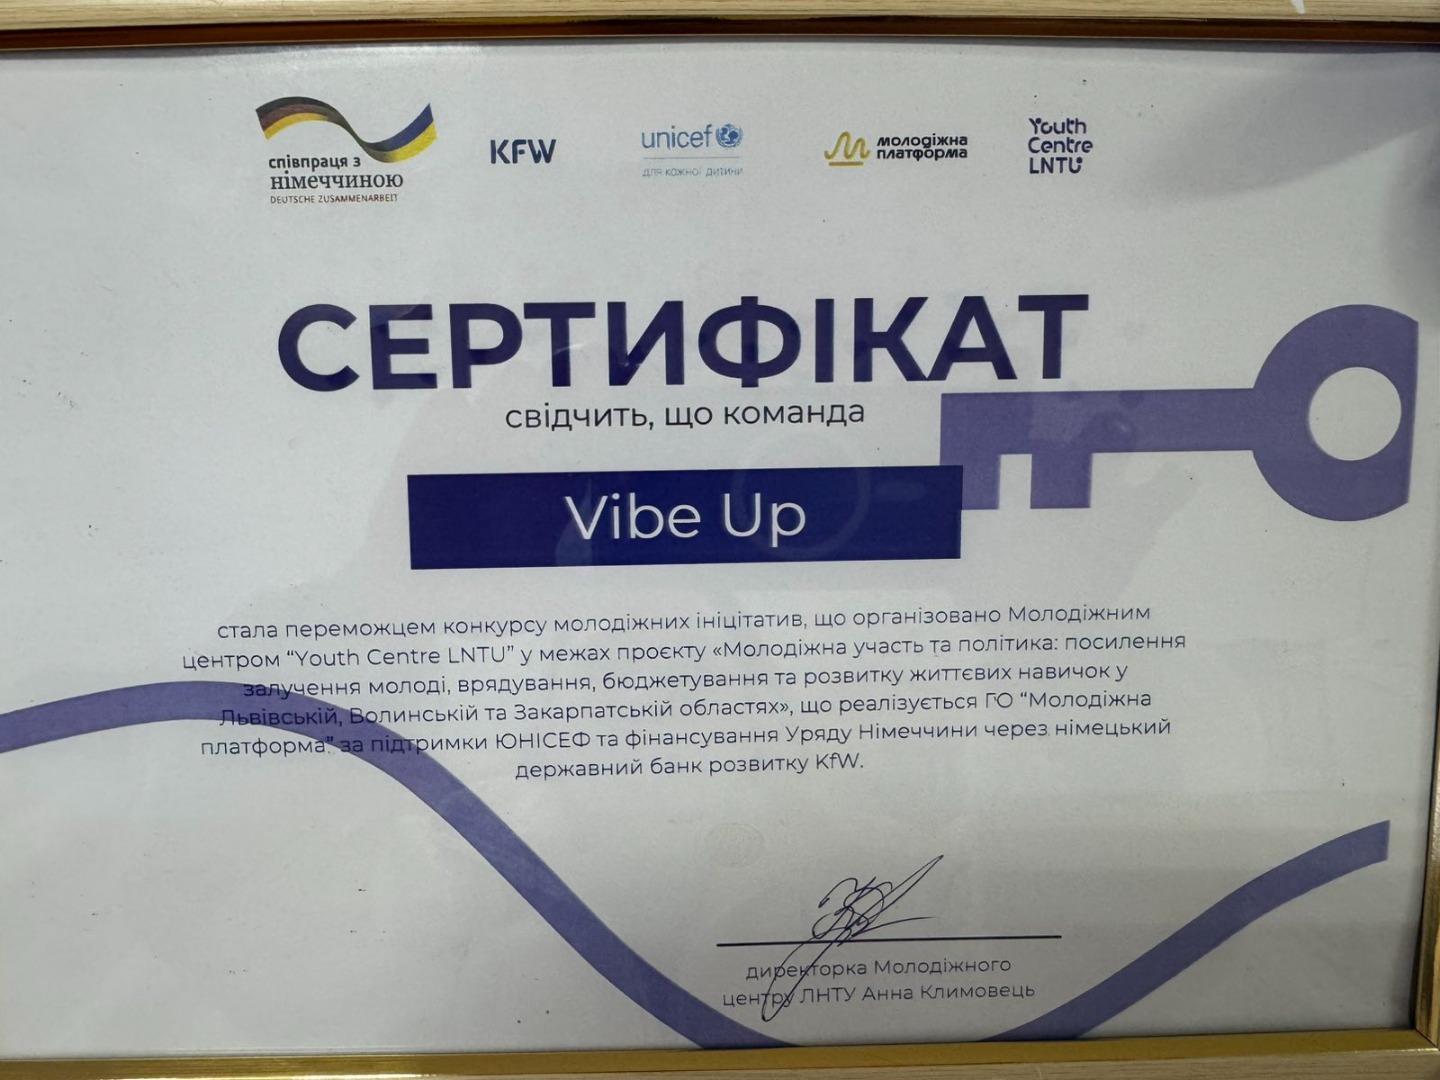 співпраця з
німеччиною
DEUTSCHE ZUSAMMENARBEIT
KFW
unicef
для кожної дитини
молодіжна
платформа
Youth
Centre
LNTU
СЕРТИФІКАТ
свідчить, що команда
Vibe Up
стала переможцем конкурсу молодіжних ініцітатив, що організовано Молодіжним
центром “Youth Centre LNTU” у межах проєкту «Молодіжна участь та політика: посилення
залучення молоді, врядування, бюджетування та розвитку життєвих навичок у
Львівській, Волинській та Закарпатській областях», що реалізується ГО “Молодіжна
платформа” за підтримки ЮНІСЕФ та фінансування Уряду Німеччини через німецький
державний банк розвитку KfW.
директорка Молодіжного
центру ЛНТУ Анна Климовець